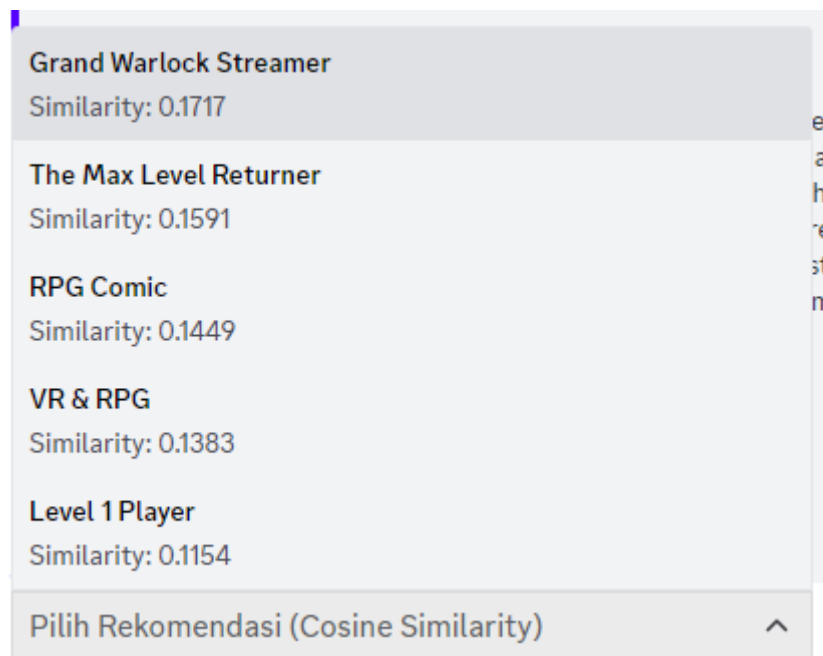 Grand Warlock Streamer
Similarity: 0.1717
The Max Level Returner
Similarity: 0.1591
RPG Comic
Similarity: 0.1449
VR & RPG
Similarity: 0.1383
Level 1 Player
Similarity: 0.1154
Pilih Rekomendasi (Cosine Similarity)